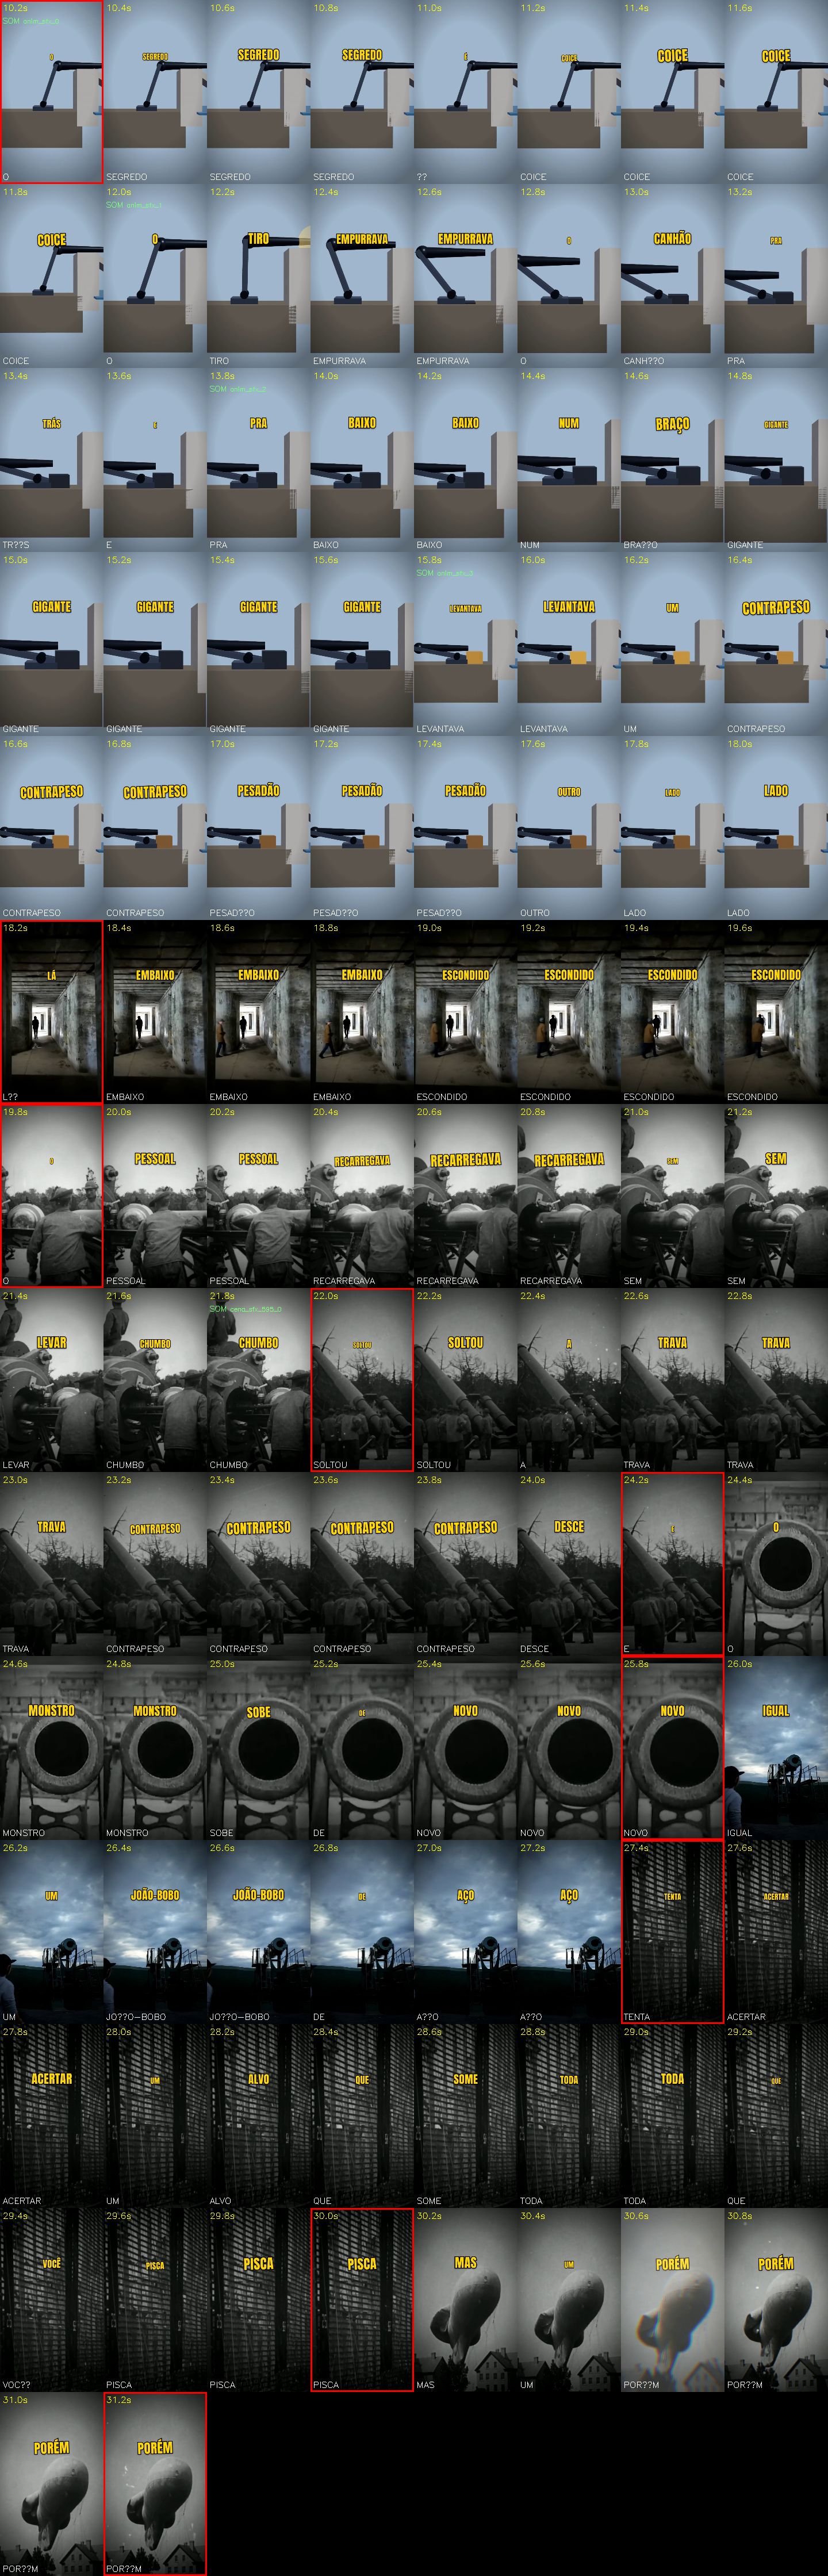 10.2s 10.4s 10.6s 10.8s 11.0s 11.2s 11.4s 11.6s
SOM anim_sfx_0
O SEGREDO SEGREDO SEGREDO É COICE COICE COICE
O SEGREDO SEGREDO SEGREDO ?? COICE COICE COICE
11.8s 12.0s 12.2s 12.4s 12.6s 12.8s 13.0s 13.2s
SOM anim_sfx_1
COICE O TIRO EMPURRAVA EMPURRAVA O CANHÃO PRA
COICE O TIRO EMPURRAVA EMPURRAVA O CANH??O PRA
13.4s 13.6s 13.8s 14.0s 14.2s 14.4s 14.6s 14.8s
SOM anim_sfx_2
TRÁS E PRA BAIXO BAIXO NUM BRAÇO GIGANTE
TR??S E PRA BAIXO BAIXO NUM BRA??O GIGANTE
15.0s 15.2s 15.4s 15.6s 15.8s 16.0s 16.2s 16.4s
SOM anim_sfx_3
GIGANTE GIGANTE GIGANTE GIGANTE LEVANTAVA LEVANTAVA UM CONTRAPESO
GIGANTE GIGANTE GIGANTE GIGANTE LEVANTAVA LEVANTAVA UM CONTRAPESO
16.6s 16.8s 17.0s 17.2s 17.4s 17.6s 17.8s 18.0s
CONTRAPESO CONTRAPESO PESADÃO PESADÃO PESADÃO OUTRO LADO LADO
CONTRAPESO CONTRAPESO PESAD??O PESAD??O PESAD??O OUTRO LADO LADO
18.2s 18.4s 18.6s 18.8s 19.0s 19.2s 19.4s 19.6s
LÁ EMBAIXO EMBAIXO EMBAIXO ESCONDIDO ESCONDIDO ESCONDIDO ESCONDIDO
L?? EMBAIXO EMBAIXO EMBAIXO ESCONDIDO ESCONDIDO ESCONDIDO ESCONDIDO
19.8s 20.0s 20.2s 20.4s 20.6s 20.8s 21.0s 21.2s
O PESSOAL PESSOAL RECARREGAVA RECARREGAVA RECARREGAVA SEM SEM
O PESSOAL PESSOAL RECARREGAVA RECARREGAVA RECARREGAVA SEM SEM
21.4s 21.6s 21.8s 22.0s 22.2s 22.4s 22.6s 22.8s
SOM cena_sfx_895_0
LEVAR CHUMBO CHUMBO SOLTOU SOLTOU A TRAVA TRAVA
LEVAR CHUMBO CHUMBO SOLTOU SOLTOU A TRAVA TRAVA
23.0s 23.2s 23.4s 23.6s 23.8s 24.0s 24.2s 24.4s
TRAVA CONTRAPESO CONTRAPESO CONTRAPESO CONTRAPESO DESCE E O
TRAVA CONTRAPESO CONTRAPESO CONTRAPESO CONTRAPESO DESCE E O
24.6s 24.8s 25.0s 25.2s 25.4s 25.6s 25.8s 26.0s
MONSTRO MONSTRO SOBE DE NOVO NOVO NOVO IGUAL
MONSTRO MONSTRO SOBE DE NOVO NOVO NOVO IGUAL
26.2s 26.4s 26.6s 26.8s 27.0s 27.2s 27.4s 27.6s
UM JOÃO-BOBO JOÃO-BOBO DE AÇO AÇO TENTA ACERTAR
UM JO??O-BOBO JO??O-BOBO DE A??O A??O TENTA ACERTAR
27.8s 28.0s 28.2s 28.4s 28.6s 28.8s 29.0s 29.2s
ACERTAR UM ALVO QUE SOME TODA TODA QUE
ACERTAR UM ALVO QUE SOME TODA TODA QUE
29.4s 29.6s 29.8s 30.0s 30.2s 30.4s 30.6s 30.8s
VOCÊ PISCA PISCA PISCA MAS UM PORÉM PORÉM
VOC?? PISCA PISCA PISCA MAS UM POR??M POR??M
31.0s 31.2s
PORÉM PORÉM
POR??M POR??M